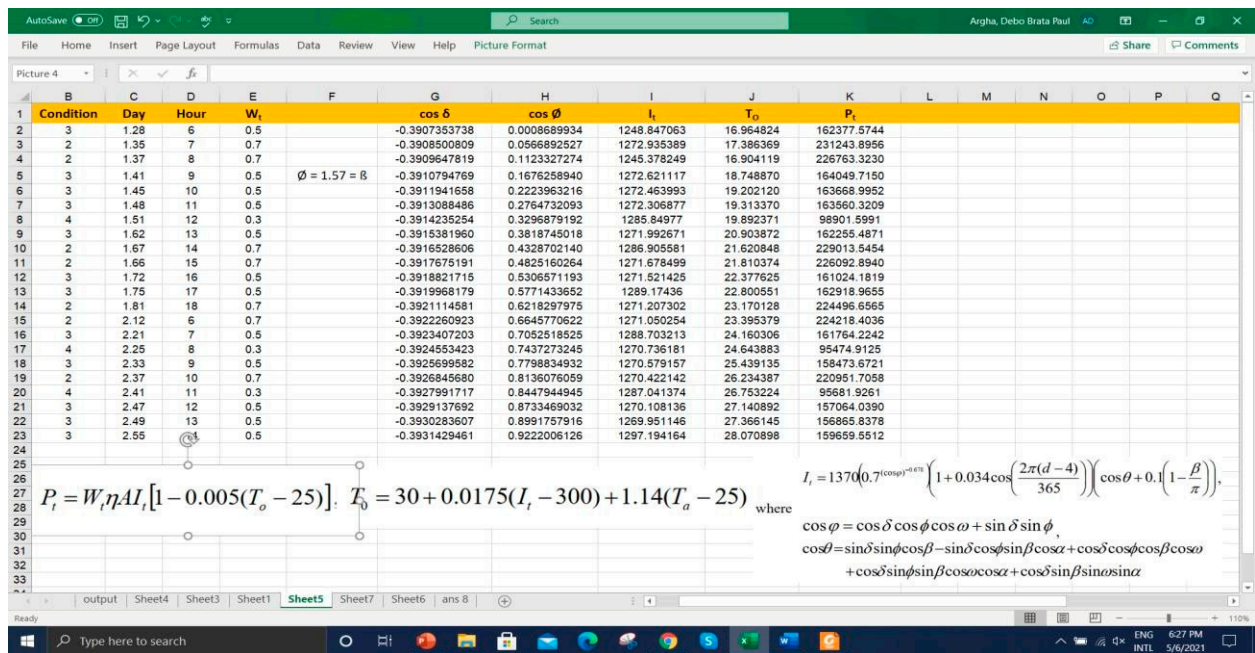 AutoSave Off Search Argha, Debo Brata Paul AD
File Home Insert Page Layout Formulas Data Review View Help Picture Format Share Comments
Picture 4 fx
B C D E F G H I J K L M N O P Q
1 Condition Day Hour Wt cos δ cos Ø It TO Pt
2 3 1.28 6 0.5 -0.3907353738 0.0008689934 1248.847063 16.964824 162377.5744
3 2 1.35 7 0.7 -0.3908500809 0.0566892527 1272.935389 17.386369 231243.8956
4 2 1.37 8 0.7 -0.3909647819 0.1123327274 1245.378249 16.904119 226763.3230
5 3 1.41 9 0.5 Ø = 1.57 = ß -0.3910794769 0.1676258940 1272.621117 18.748870 164049.7150
6 3 1.45 10 0.5 -0.3911941658 0.2223963216 1272.463993 19.202120 163668.9952
7 3 1.48 11 0.5 -0.3913088486 0.2764732093 1272.306877 19.313370 163560.3209
8 4 1.51 12 0.3 -0.3914235254 0.3296879192 1285.84977 19.892371 98901.5991
9 3 1.62 13 0.5 -0.3915381960 0.3818745018 1271.992671 20.903872 162255.4871
10 2 1.67 14 0.7 -0.3916528606 0.4328702140 1286.905581 21.620848 229013.5454
11 2 1.66 15 0.7 -0.3917675191 0.4825160264 1271.678499 21.810374 226092.8940
12 3 1.72 16 0.5 -0.3918821715 0.5306571193 1271.521425 22.377625 161024.1819
13 3 1.75 17 0.5 -0.3919968179 0.5771433652 1289.17436 22.800551 162918.9655
14 2 1.81 18 0.7 -0.3921114581 0.6218297975 1271.207302 23.170128 224496.6565
15 2 2.12 6 0.7 -0.3922260923 0.6645770622 1271.050254 23.395379 224218.4036
16 3 2.21 7 0.5 -0.3923407203 0.7052518525 1288.703213 24.160306 161764.2242
17 4 2.25 8 0.3 -0.3924553423 0.7437273245 1270.736181 24.643883 95474.9125
18 3 2.33 9 0.5 -0.3925699582 0.7798834932 1270.579157 25.439135 158473.6721
19 2 2.37 10 0.7 -0.3926845680 0.8136076059 1270.422142 26.234387 220951.7058
20 4 2.41 11 0.3 -0.3927991717 0.8447944945 1287.041374 26.753224 95681.9261
21 3 2.47 12 0.5 -0.3929137692 0.8733469032 1270.108136 27.140892 157064.0390
22 3 2.49 13 0.5 -0.3930283607 0.8991757916 1269.951146 27.366145 156865.8378
23 3 2.55 0.5 -0.3931429461 0.9222006126 1297.194164 28.070898 159659.5512
24
25
26
27
28
29
30
31
32
33
Pt = WtηAIt[1−0.005(To−25)]. T0 = 30+0.0175(It−300)+1.14(Ta−25)
It = 1370(0.7^(cosφ)^−0.678)(1+0.034cos(2π(d−4)/365))(cosθ+0.1(1−β/π)),
where
cosφ = cosδcosϕcosω+sinδsinϕ,
cosθ=sinδsinϕcosβ−sinδcosϕsinβcosα+cosδcosϕcosβcosω
+cosδsinϕsinβcosωcosα+cosδsinβsinωsinα
output Sheet4 Sheet3 Sheet1 Sheet5 Sheet7 Sheet6 ans 8
Ready 110%
Type here to search ENG 6:27 PM
INTL 5/6/2021